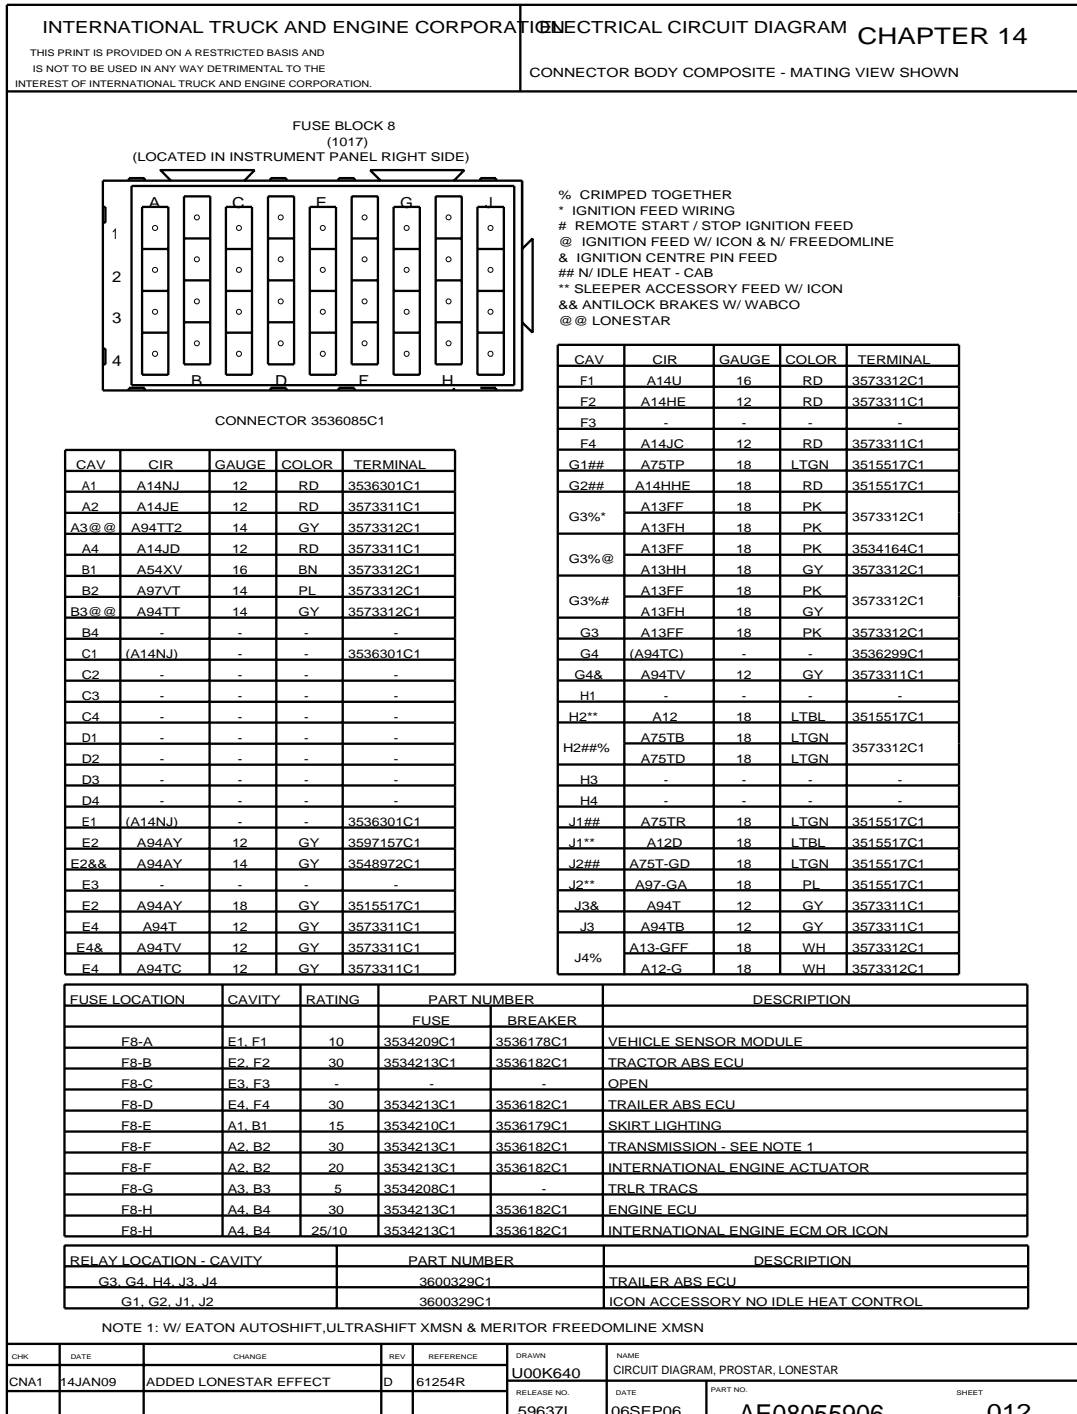 INTERNATIONAL TRUCK AND ENGINE CORPORATION
ELECTRICAL CIRCUIT DIAGRAM CHAPTER 14
THIS PRINT IS PROVIDED ON A RESTRICTED BASIS AND
IS NOT TO BE USED IN ANY WAY DETRIMENTAL TO THE
INTEREST OF INTERNATIONAL TRUCK AND ENGINE CORPORATION.
CONNECTOR BODY COMPOSITE - MATING VIEW SHOWN
FUSE BLOCK 8
(1017)
(LOCATED IN INSTRUMENT PANEL RIGHT SIDE)
A C E G J
1
2
3
4
B D F H
CONNECTOR 3536085C1
% CRIMPED TOGETHER
* IGNITION FEED WIRING
# REMOTE START / STOP IGNITION FEED
@ IGNITION FEED W/ ICON & N/ FREEDOMLINE
& IGNITION CENTRE PIN FEED
## N/ IDLE HEAT - CAB
** SLEEPER ACCESSORY FEED W/ ICON
&& ANTILOCK BRAKES W/ WABCO
@@ LONESTAR
CAV CIR GAUGE COLOR TERMINAL
A1 A14NJ 12 RD 3536301C1
A2 A14JE 12 RD 3573311C1
A3@@ A94TT2 14 GY 3573312C1
A4 A14JD 12 RD 3573311C1
B1 A54XV 16 BN 3573312C1
B2 A97VT 14 PL 3573312C1
B3@@ A94TT 14 GY 3573312C1
B4 - - - -
C1 (A14NJ) - - 3536301C1
C2 - - - -
C3 - - - -
C4 - - - -
D1 - - - -
D2 - - - -
D3 - - - -
D4 - - - -
E1 (A14NJ) - - 3536301C1
E2 A94AY 12 GY 3597157C1
E2&& A94AY 14 GY 3548972C1
E3 - - - -
E2 A94AY 18 GY 3515517C1
E4 A94T 12 GY 3573311C1
E4& A94TV 12 GY 3573311C1
E4 A94TC 12 GY 3573311C1
CAV CIR GAUGE COLOR TERMINAL
F1 A14U 16 RD 3573312C1
F2 A14HE 12 RD 3573311C1
F3 - - - -
F4 A14JC 12 RD 3573311C1
G1## A75TP 18 LTGN 3515517C1
G2## A14HHE 18 RD 3515517C1
G3%* A13FF 18 PK 3573312C1
A13FH 18 PK
G3%@ A13FF 18 PK 3534164C1
A13HH 18 GY 3573312C1
G3%# A13FF 18 PK 3573312C1
A13FH 18 GY
G3 A13FF 18 PK 3573312C1
G4 (A94TC) - - 3536299C1
G4& A94TV 12 GY 3573311C1
H1 - - - -
H2** A12 18 LTBL 3515517C1
H2##% A75TB 18 LTGN 3573312C1
A75TD 18 LTGN
H3 - - - -
H4 - - - -
J1## A75TR 18 LTGN 3515517C1
J1** A12D 18 LTBL 3515517C1
J2## A75T-GD 18 LTGN 3515517C1
J2** A97-GA 18 PL 3515517C1
J3& A94T 12 GY 3573311C1
J3 A94TB 12 GY 3573311C1
J4% A13-GFF 18 WH 3573312C1
A12-G 18 WH 3573312C1
FUSE LOCATION CAVITY RATING PART NUMBER DESCRIPTION
FUSE BREAKER
F8-A E1, F1 10 3534209C1 3536178C1 VEHICLE SENSOR MODULE
F8-B E2, F2 30 3534213C1 3536182C1 TRACTOR ABS ECU
F8-C E3, F3 - - - OPEN
F8-D E4, F4 30 3534213C1 3536182C1 TRAILER ABS ECU
F8-E A1, B1 15 3534210C1 3536179C1 SKIRT LIGHTING
F8-F A2, B2 30 3534213C1 3536182C1 TRANSMISSION - SEE NOTE 1
F8-F A2, B2 20 3534213C1 3536182C1 INTERNATIONAL ENGINE ACTUATOR
F8-G A3, B3 5 3534208C1 - TRLR TRACS
F8-H A4, B4 30 3534213C1 3536182C1 ENGINE ECU
F8-H A4, B4 25/10 3534213C1 3536182C1 INTERNATIONAL ENGINE ECM OR ICON
RELAY LOCATION - CAVITY PART NUMBER DESCRIPTION
G3, G4, H4, J3, J4 3600329C1 TRAILER ABS ECU
G1, G2, J1, J2 3600329C1 ICON ACCESSORY NO IDLE HEAT CONTROL
NOTE 1: W/ EATON AUTOSHIFT,ULTRASHIFT XMSN & MERITOR FREEDOMLINE XMSN
CHK DATE CHANGE REV REFERENCE DRAWN NAME
CNA1 14JAN09 ADDED LONESTAR EFFECT D 61254R U00K640 CIRCUIT DIAGRAM, PROSTAR, LONESTAR
RELEASE NO. DATE PART NO. SHEET
59637L 06SEP06 AE08055906 012